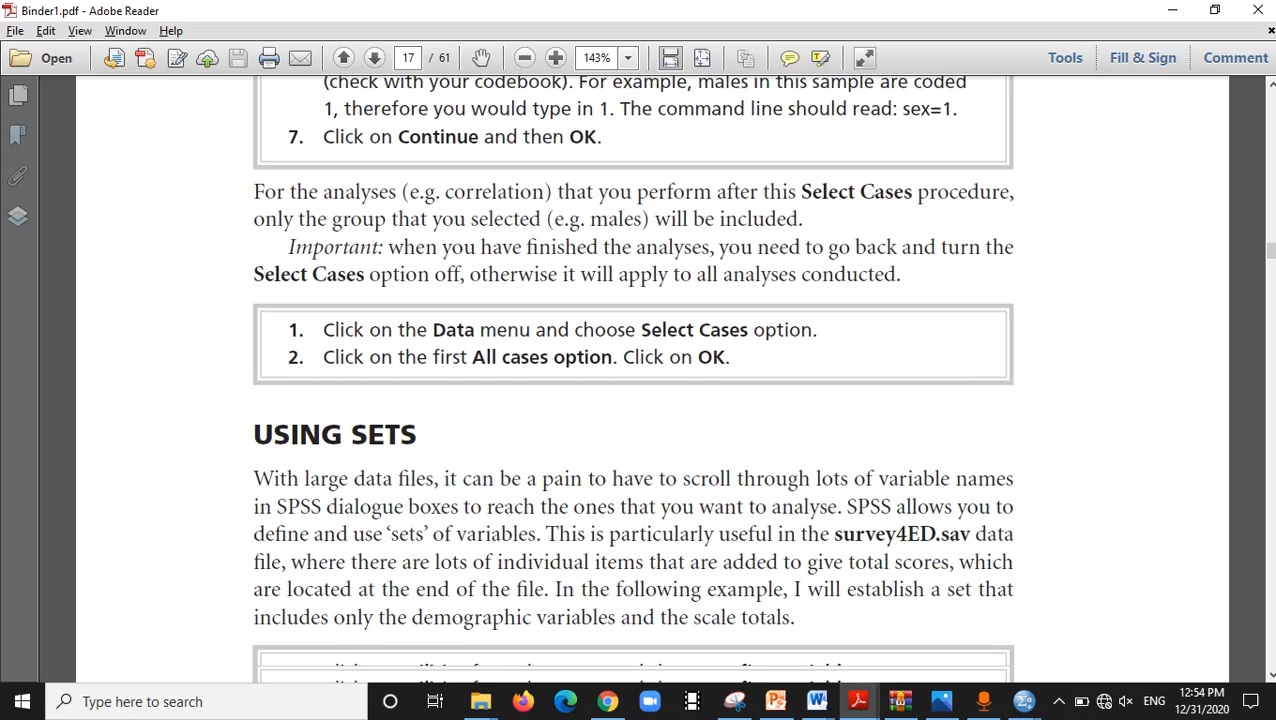 Binder1.pdf - Adobe Reader
File Edit View Window Help
Open 17 / 61 143% Tools Fill & Sign Comment
(check with your codebook). For example, males in this sample are coded
1, therefore you would type in 1. The command line should read: sex=1.
7. Click on Continue and then OK.
For the analyses (e.g. correlation) that you perform after this Select Cases procedure,
only the group that you selected (e.g. males) will be included.
Important: when you have finished the analyses, you need to go back and turn the
Select Cases option off, otherwise it will apply to all analyses conducted.
1. Click on the Data menu and choose Select Cases option.
2. Click on the first All cases option. Click on OK.
USING SETS
With large data files, it can be a pain to have to scroll through lots of variable names
in SPSS dialogue boxes to reach the ones that you want to analyse. SPSS allows you to
define and use ‘sets’ of variables. This is particularly useful in the survey4ED.sav data
file, where there are lots of individual items that are added to give total scores, which
are located at the end of the file. In the following example, I will establish a set that
includes only the demographic variables and the scale totals.
Type here to search
ENG
12:54 PM
12/31/2020